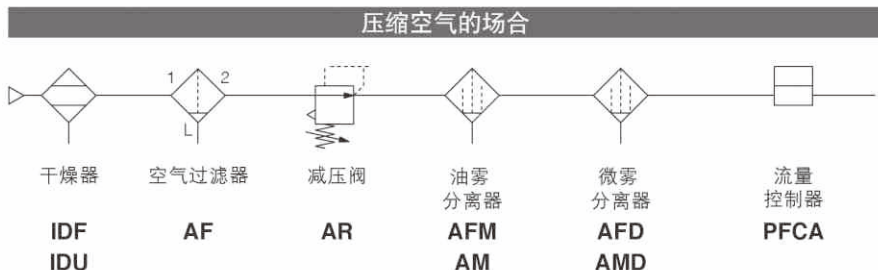 压缩空气的场合
1 2
L
干燥器 空气过滤器 减压阀 油雾 微雾 流量
分离器 分离器 控制器
IDF AF AR AFM AFD PFCA
IDU AM AMD